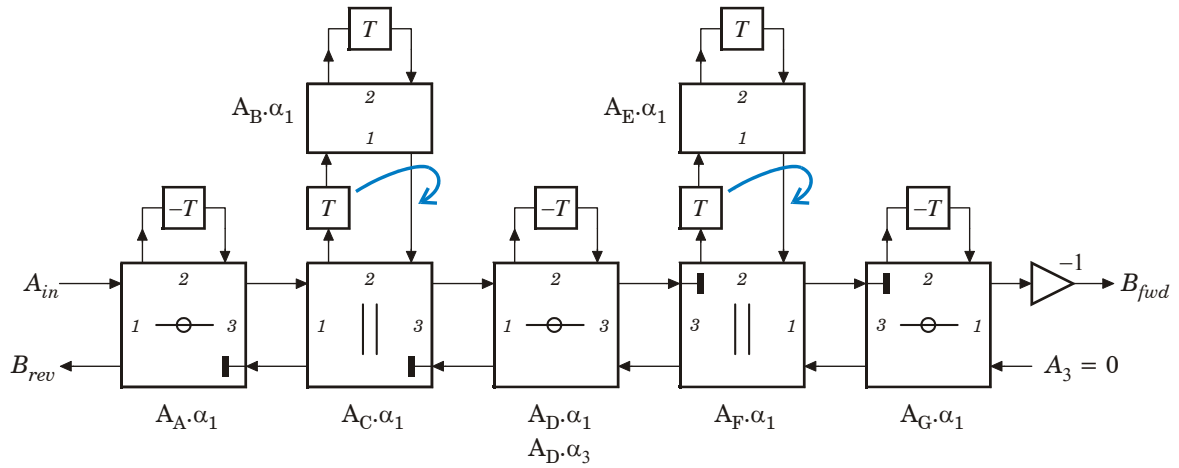 T T
2 2
A_B.α_1 A_E.α_1
1 1
T T
−T −T −T
2 2 2 2 2
−1
A_in B_fwd
1 3 1 3 1 3 3 1 3 1
B_rev A_3 = 0
A_A.α_1 A_C.α_1 A_D.α_1 A_F.α_1 A_G.α_1
A_D.α_3